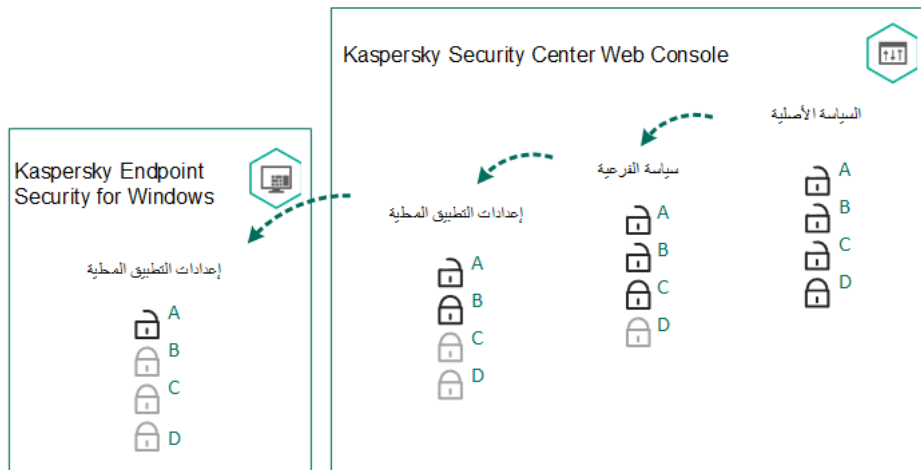 Kaspersky Security Center Web Console
السياسة الأصلية
A
B
C
D
سياسة الفرعية
A
B
C
D
إعدادات التطبيق المحلية
A
B
C
D
Kaspersky Endpoint
Security for Windows
إعدادات التطبيق المحلية
A
B
C
D